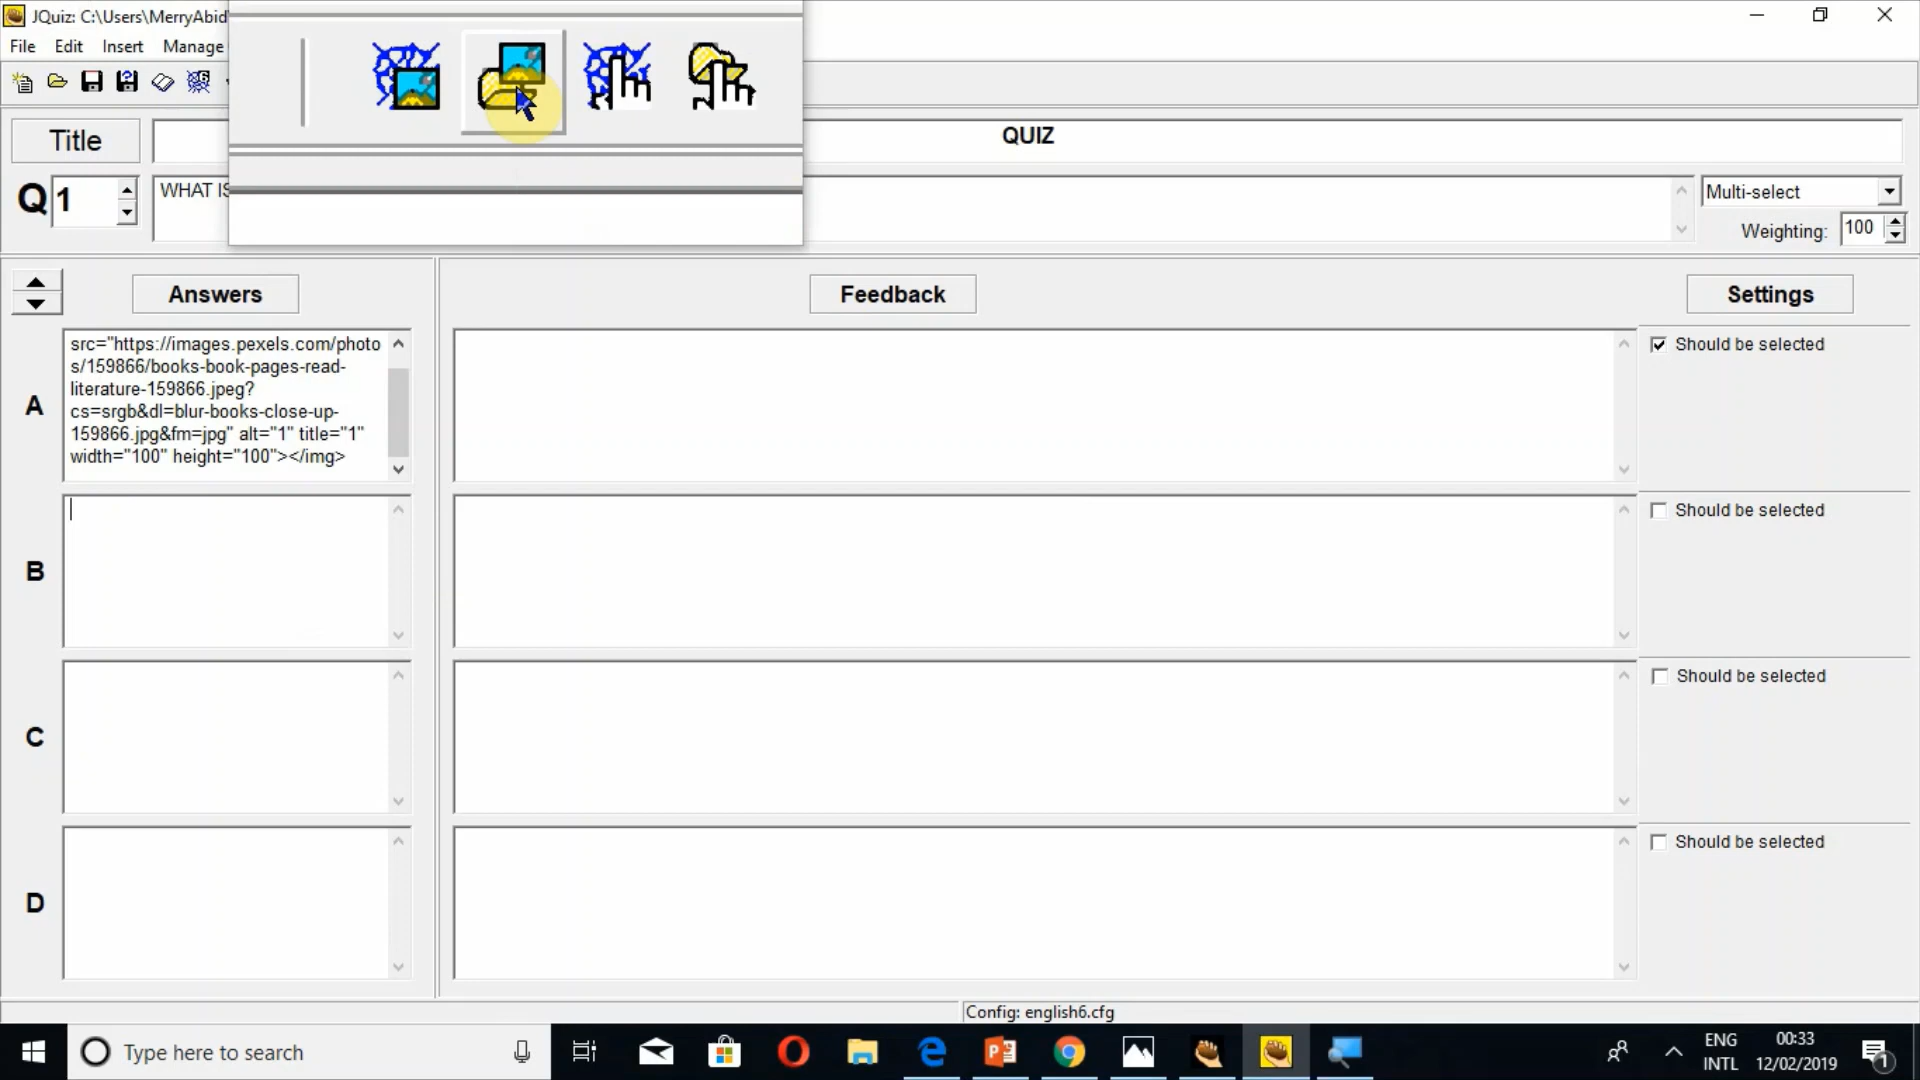 JQuiz: C:\Users\MerryAbid
File Edit Insert Manage
Title
QUIZ
Q 1
WHAT IS
Multi-select
Weighting: 100
Answers
Feedback
Settings
A
src="https://images.pexels.com/photo
s/159866/books-book-pages-read-
literature-159866.jpeg?
cs=srgb&dl=blur-books-close-up-
159866.jpg&fm=jpg" alt="1" title="1"
width="100" height="100"></img>
Should be selected
B
Should be selected
C
Should be selected
D
Should be selected
Config: english6.cfg
Type here to search
ENG
INTL
00:33
12/02/2019
1